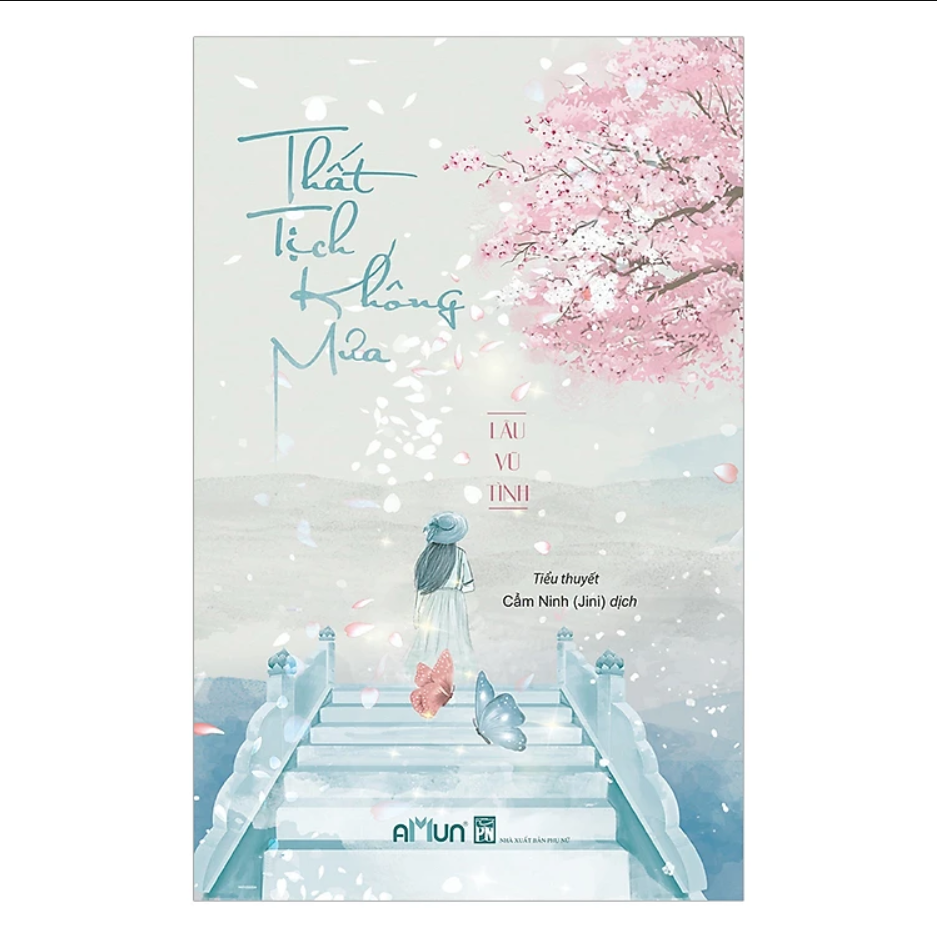 Thất
Tịch
Không
Mưa
LÂU
VŨ
TÌNH
Tiểu thuyết
Cẩm Ninh (Jini) dịch
AMUN® PN NHÀ XUẤT BẢN PHỤ NỮ